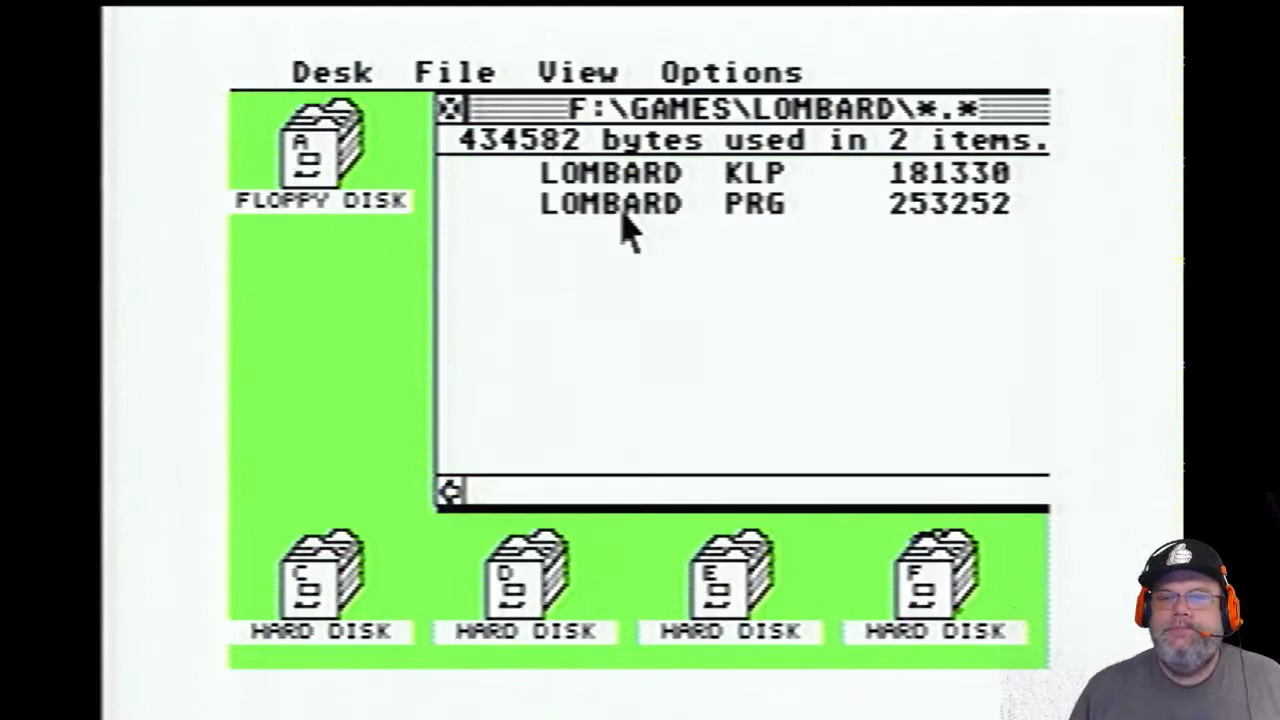 Desk File View Options
F:\GAMES\LOMBARD\*.*
434582 bytes used in 2 items.
LOMBARD KLP 181330
LOMBARD PRG 253252
A
FLOPPY DISK
C D E F
HARD DISK HARD DISK HARD DISK HARD DISK